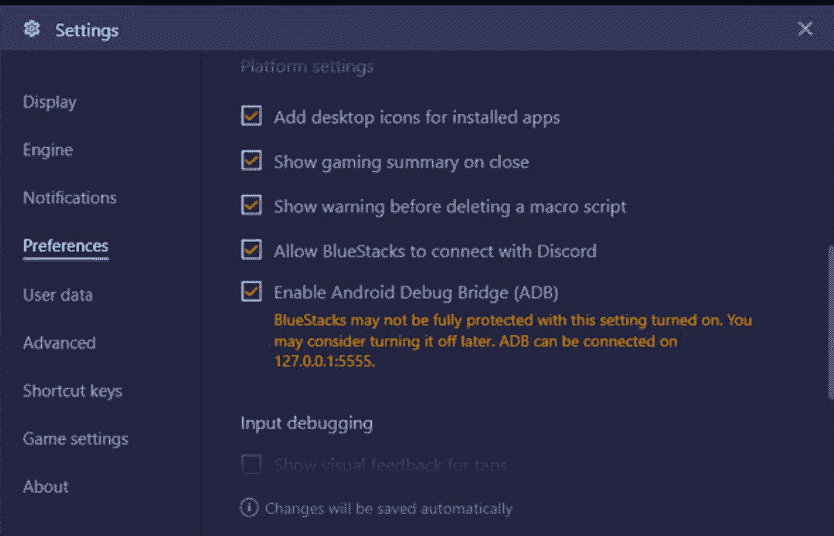 Settings
Display
Engine
Notifications
Preferences
User data
Advanced
Shortcut keys
Game settings
About
Platform settings
Add desktop icons for installed apps
Show gaming summary on close
Show warning before deleting a macro script
Allow BlueStacks to connect with Discord
Enable Android Debug Bridge (ADB)
BlueStacks may not be fully protected with this setting turned on. You
may consider turning it off later. ADB can be connected on
127.0.0.1:5555.
Input debugging
Show visual feedback for taps
Changes will be saved automatically